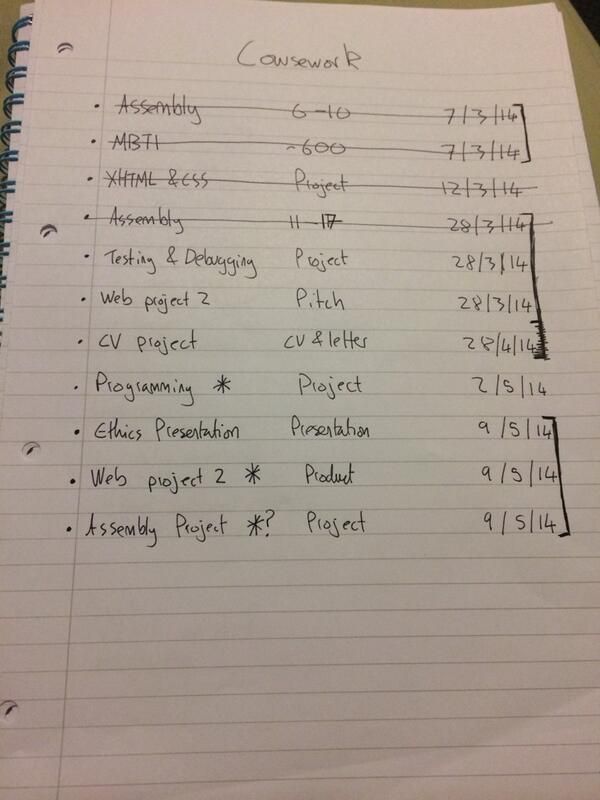 Cousework
• Assembly 6-10 7/3/14
• MBTI ~600 7/3/14
• XHTML & CSS Project 12/3/14
• Assembly 11-17 28/3/14
• Testing & Debugging Project 28/3/14
• Web project 2 Pitch 28/3/14
• CV project CV & letter 28/4/14
• Programming * Project 2/5/14
• Ethics Presentation Presentation 9/5/14
• Web project 2 * Product 9/5/14
• Assembly Project *? Project 9/5/14